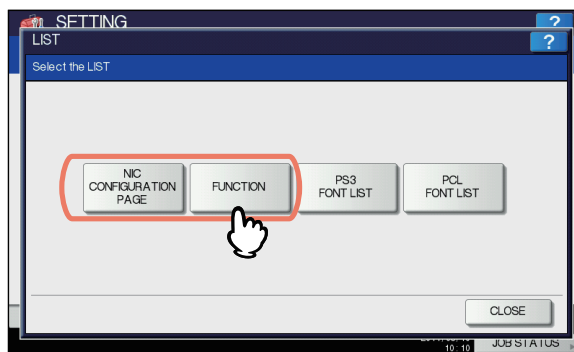 SETTING
?
LIST
?
Select the LIST
NIC
CONFIGURATION
PAGE
FUNCTION
PS3
FONT LIST
PCL
FONT LIST
CLOSE
10:10
JOB STATUS